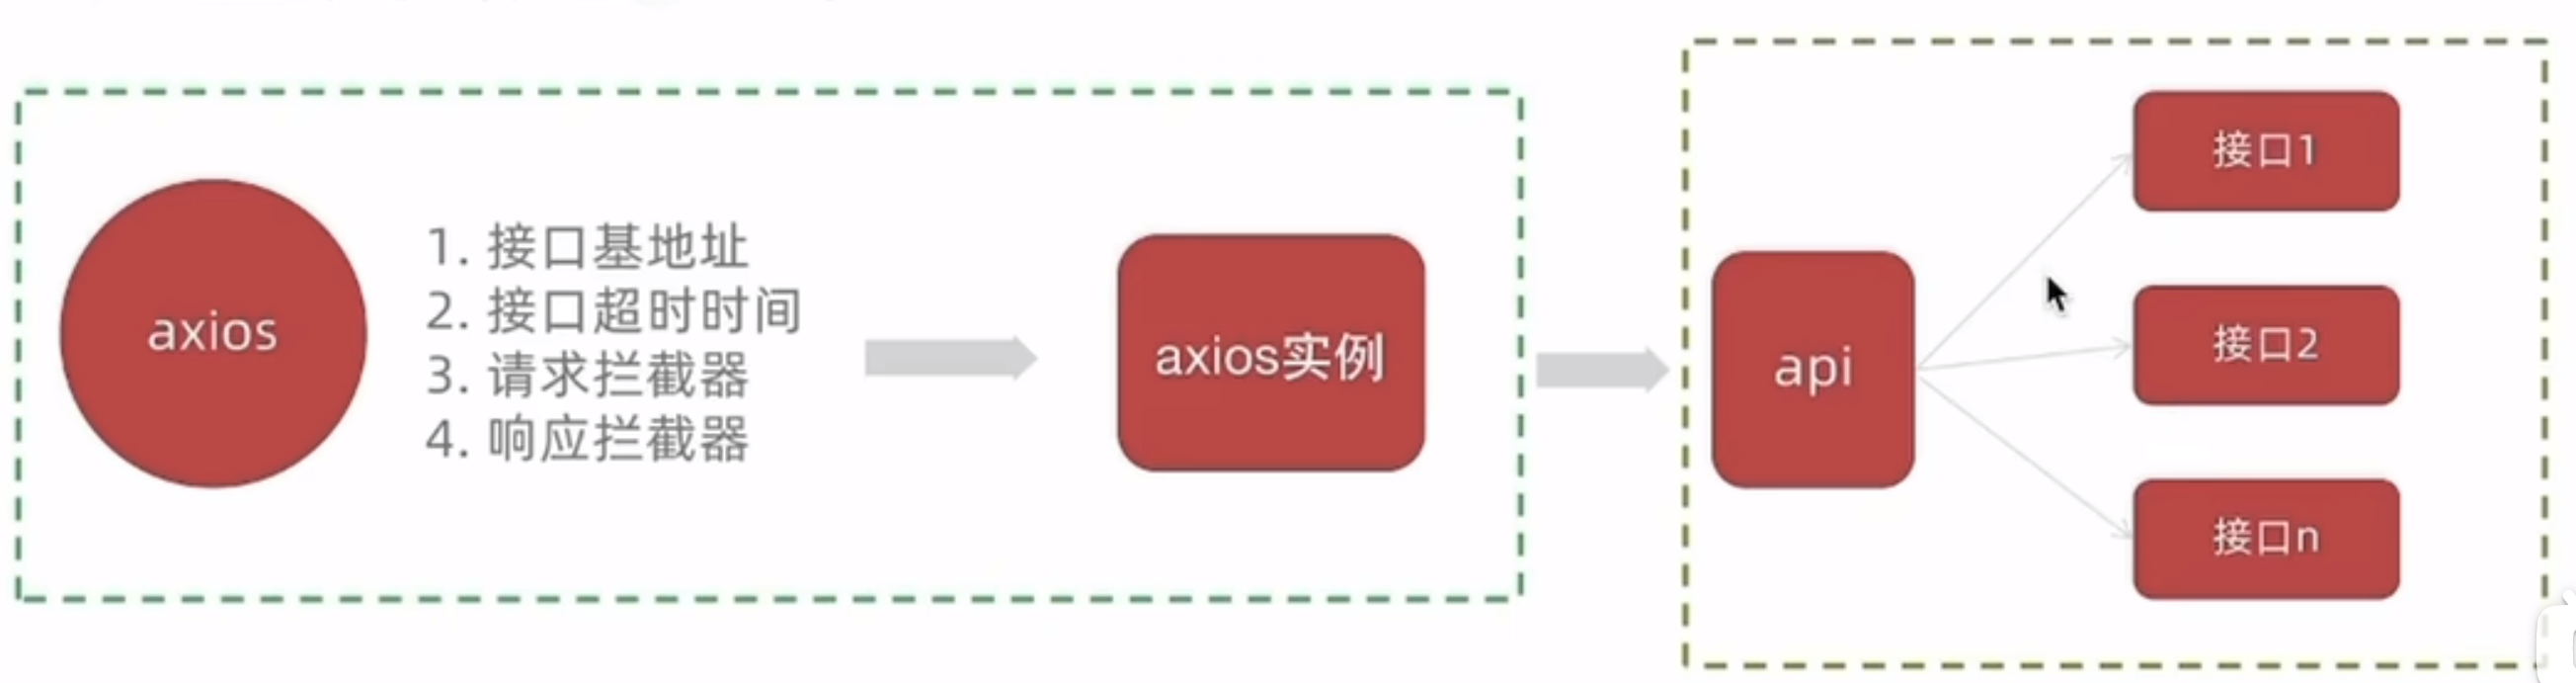 axios
1. 接口基地址
2. 接口超时时间
3. 请求拦截器
4. 响应拦截器
axios实例
api
接口1
接口2
接口n